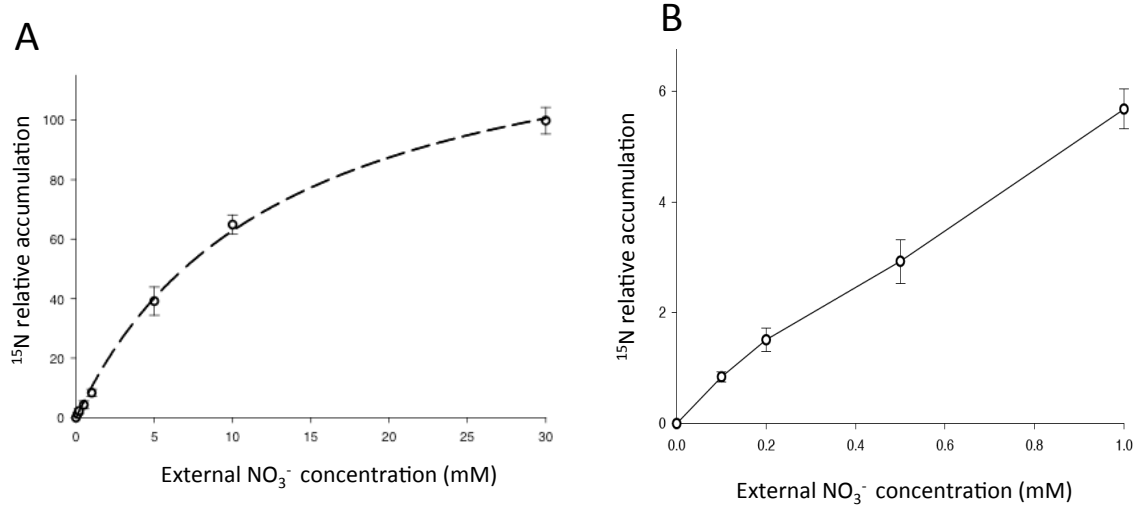 A
¹⁵N relative accumulation
100
80
60
40
20
0
0 5 10 15 20 25 30
External NO₃⁻ concentration (mM)
B
¹⁵N relative accumulation
6
4
2
0
0.0 0.2 0.4 0.6 0.8 1.0
External NO₃⁻ concentration (mM)